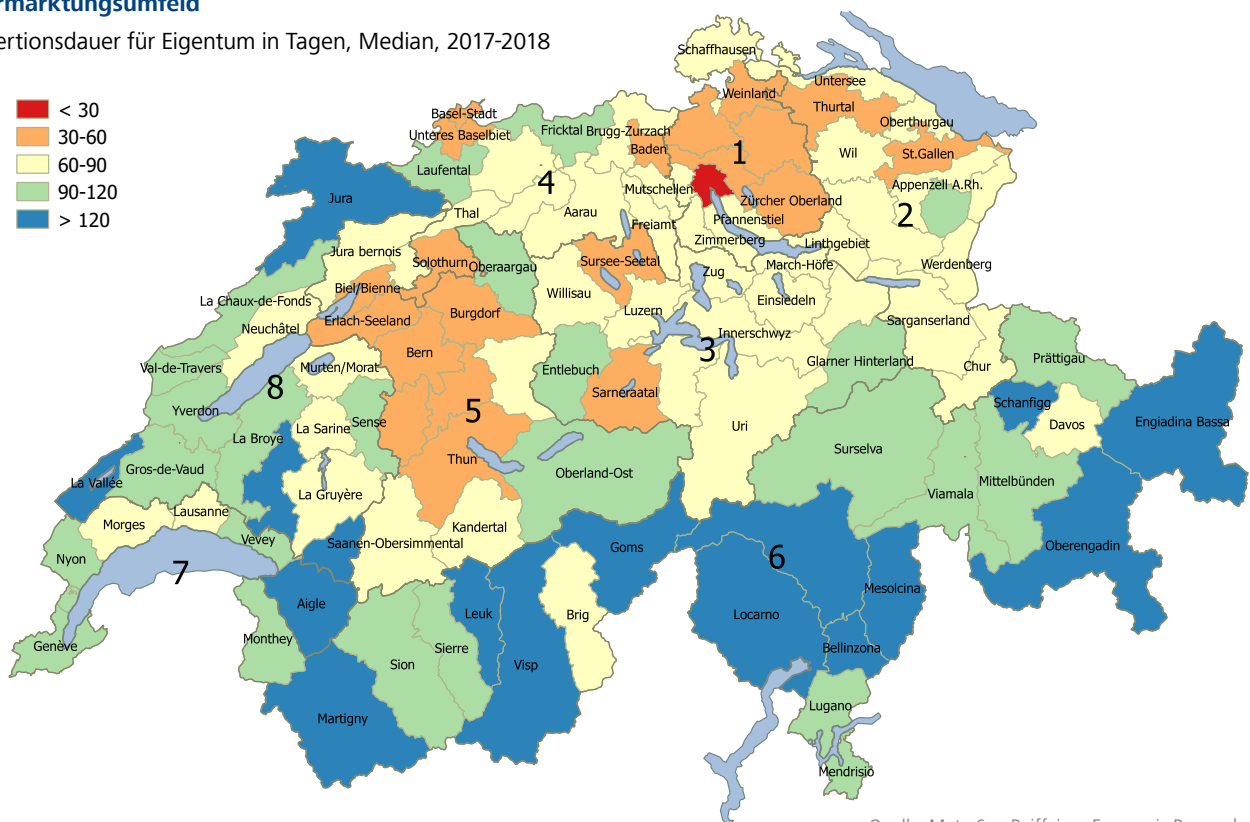 ermarktungsumfeld
ertionsdauer für Eigentum in Tagen, Median, 2017-2018
< 30
30-60
60-90
90-120
> 120
Schaffhausen
Untersee
Weinland
Thurtal
Basel-Stadt
Oberthurgau
Unteres Baselbiet
Fricktal
Brugg-Zurzach
Baden
1
Wil
St.Gallen
Laufental
4
Appenzell A.Rh.
Mutschellen
Jura
Zürcher Oberland
Thal
Aarau
Pfannenstiel
2
Freiamt
Zimmerberg
Linthgebiet
Jura bernois
Solothurn
Oberaargau
Sursee-Seetal
Zug
March-Höfe
Werdenberg
Biel/Bienne
Willisau
Einsiedeln
La Chaux-de-Fonds
Luzern
Erlach-Seeland
Burgdorf
Sarganserland
Neuchâtel
Innerschwyz
Bern
3
Glarner Hinterland
Prättigau
Val-de-Travers
Murten/Morat
Entlebuch
Chur
8
Sarneraatal
Schanfigg
Yverdon
5
Sense
Uri
Davos
Engiadina Bassa
La Sarine
La Broye
Surselva
Thun
Gros-de-Vaud
Oberland-Ost
La Vallée
Mittelbünden
La Gruyère
Viamala
Lausanne
Morges
Kandertal
Vevey
Saanen-Obersimmental
Goms
Oberengadin
Nyon
6
7
Mesolcina
Aigle
Leuk
Brig
Locarno
Monthey
Genève
Sierre
Bellinzona
Sion
Visp
Lugano
Martigny
Mendrisio